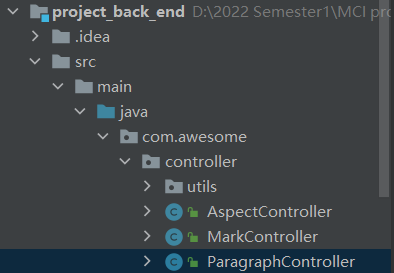 project_back_end D:\2022 Semester1\MCI pro
.idea
src
main
java
com.awesome
controller
utils
AspectController
MarkController
ParagraphController